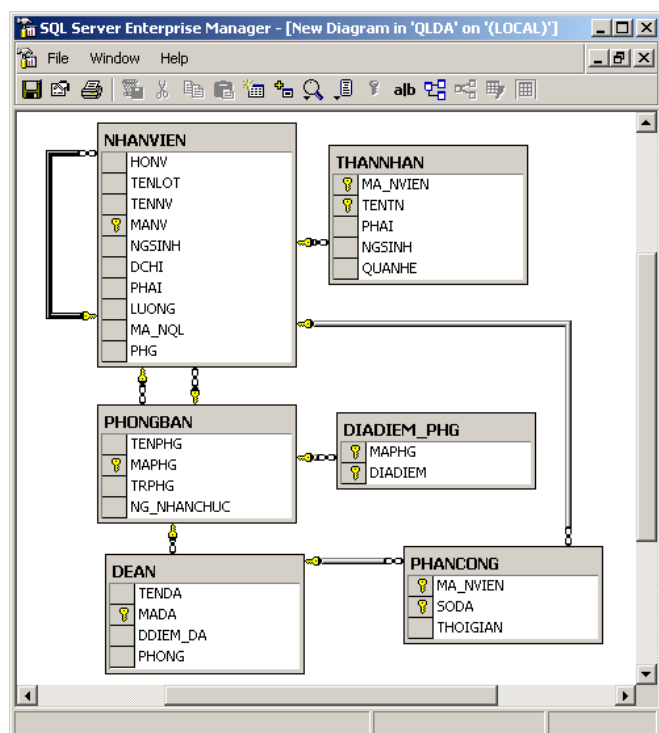 SQL Server Enterprise Manager - [New Diagram in 'QLDA' on '(LOCAL)']
File Window Help
a|b
NHANVIEN
HONV
TENLOT
TENNV
MANV
NGSINH
DCHI
PHAI
LUONG
MA_NQL
PHG
THANNHAN
MA_NVIEN
TENTN
PHAI
NGSINH
QUANHE
PHONGBAN
TENPHG
MAPHG
TRPHG
NG_NHANCHUC
DIADIEM_PHG
MAPHG
DIADIEM
DEAN
TENDA
MADA
DDIEM_DA
PHONG
PHANCONG
MA_NVIEN
SODA
THOIGIAN